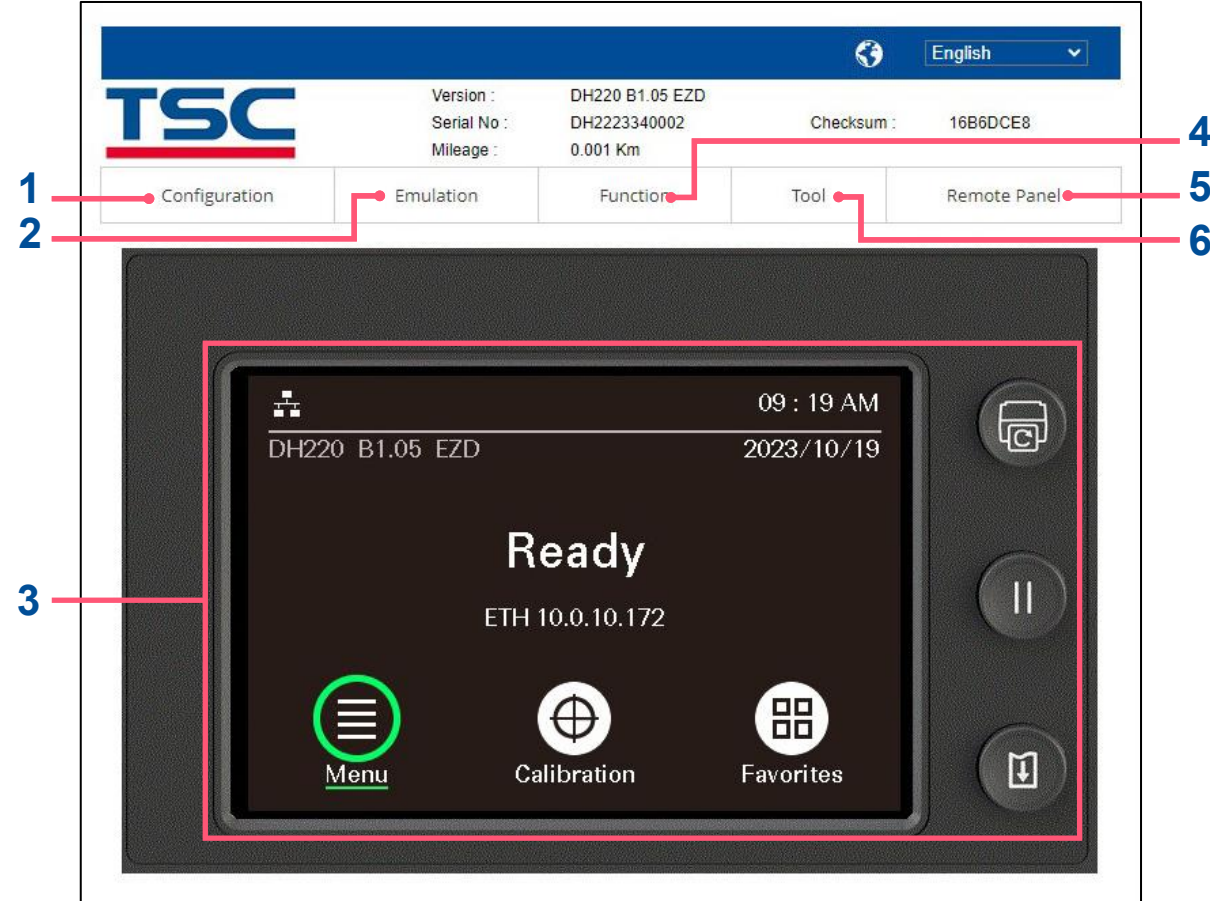 English
TSC
Version : DH220 B1.05 EZD
Serial No : DH2223340002 Checksum : 16B6DCE8
Mileage : 0.001 Km
4
1 Configuration Emulation Function Tool Remote Panel 5
2
6
09 : 19 AM
DH220 B1.05 EZD 2023/10/19
Ready
3
ETH 10.0.10.172
Menu Calibration Favorites